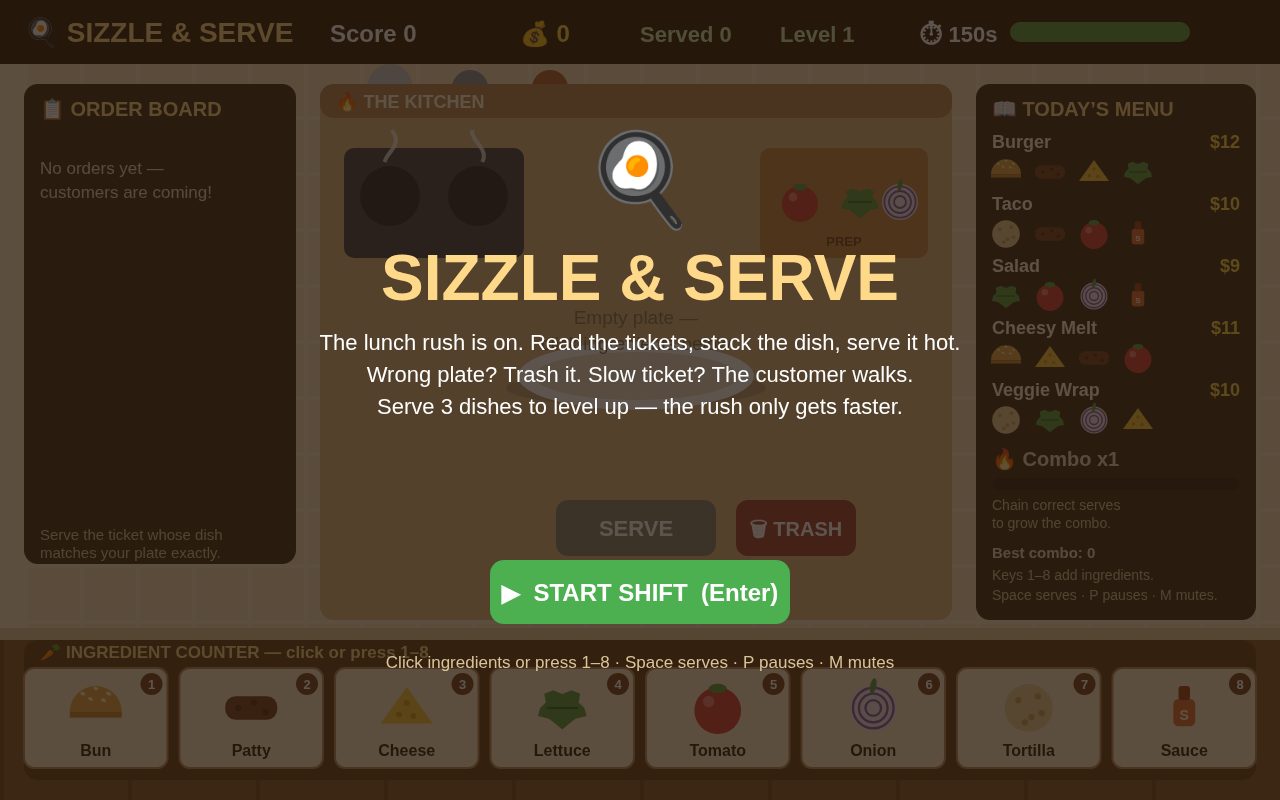 SIZZLE & SERVE
Score 0
0
Served 0
Level 1
150s
ORDER BOARD
No orders yet —
customers are coming!
Serve the ticket whose dish
matches your plate exactly.
THE KITCHEN
PREP
SIZZLE & SERVE
Empty plate —
The lunch rush is on. Read the tickets, stack the dish, serve it hot.
Wrong plate? Trash it. Slow ticket? The customer walks.
Serve 3 dishes to level up — the rush only gets faster.
SERVE
TRASH
▶ START SHIFT (Enter)
TODAY'S MENU
Burger $12
Taco $10
S
Salad $9
S
Cheesy Melt $11
Veggie Wrap $10
Combo x1
Chain correct serves
to grow the combo.
Best combo: 0
Keys 1–8 add ingredients.
Space serves · P pauses · M mutes.
INGREDIENT COUNTER — click or press 1–8
Click ingredients or press 1–8 · Space serves · P pauses · M mutes
1
Bun
2
Patty
3
Cheese
4
Lettuce
5
Tomato
6
Onion
7
Tortilla
8
S
Sauce